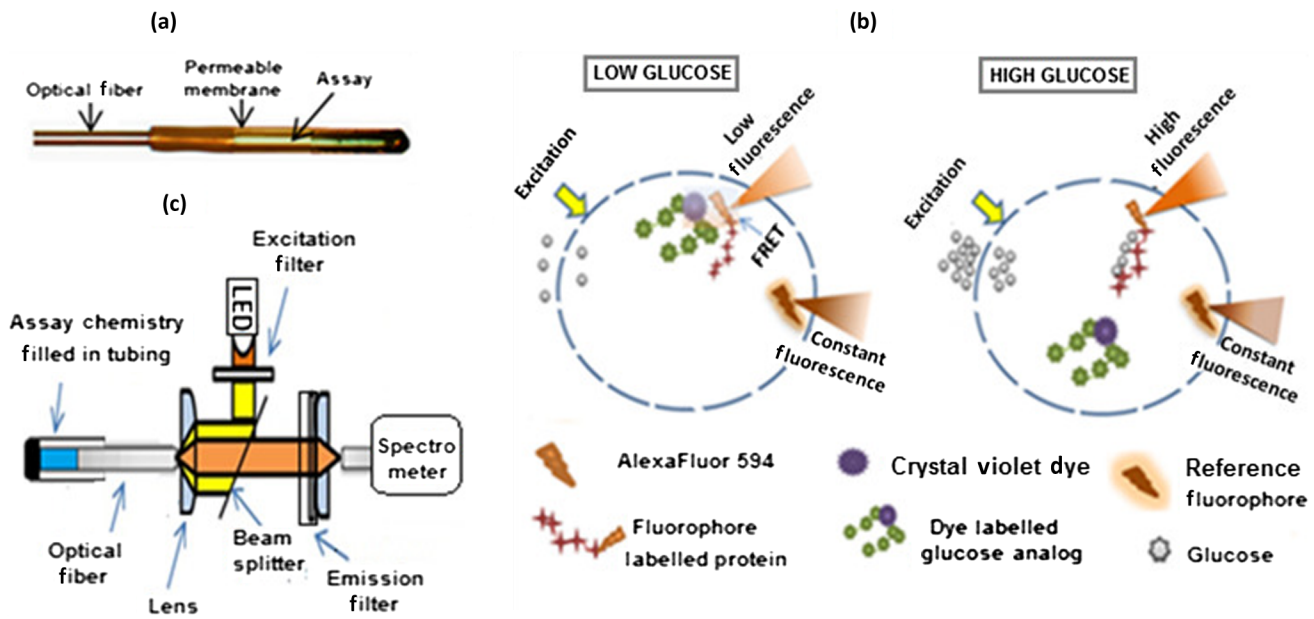 (a)
Optical fiber
Permeable
membrane
Assay
(b)
LOW GLUCOSE
Excitation
Low
fluorescence
FRET
Constant
fluorescence
HIGH GLUCOSE
Excitation
High
fluorescence
Constant
fluorescence
(c)
Excitation
filter
LED
Assay chemistry
filled in tubing
Spectro
meter
Optical
fiber
Lens
Beam
splitter
Emission
filter
AlexaFluor 594
Crystal violet dye
Reference
fluorophore
Fluorophore
labelled protein
Dye labelled
glucose analog
Glucose